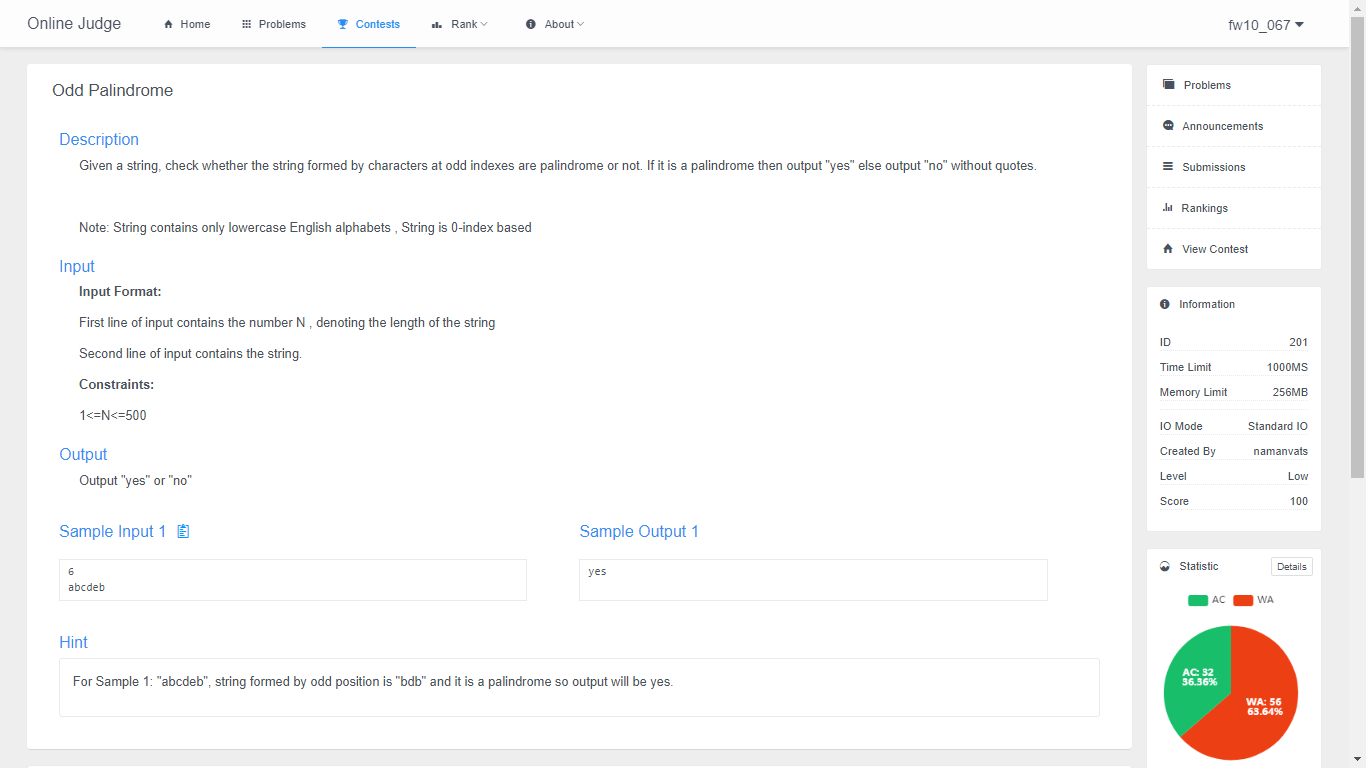 Online Judge
Home
Problems
Contests
Rank
About
fw10_067
Odd Palindrome
Description
Given a string, check whether the string formed by characters at odd indexes are palindrome or not. If it is a palindrome then output "yes" else output "no" without quotes.
Note: String contains only lowercase English alphabets , String is 0-index based
Input
Input Format:
First line of input contains the number N , denoting the length of the string
Second line of input contains the string.
Constraints:
1<=N<=500
Output
Output "yes" or "no"
Sample Input 1
6
abcdeb
Sample Output 1
yes
Hint
For Sample 1: "abcdeb", string formed by odd position is "bdb" and it is a palindrome so output will be yes.
Problems
Announcements
Submissions
Rankings
View Contest
Information
ID 201
Time Limit 1000MS
Memory Limit 256MB
IO Mode Standard IO
Created By namanvats
Level Low
Score 100
Statistic
Details
AC WA
AC: 32
36.36%
WA: 56
63.64%